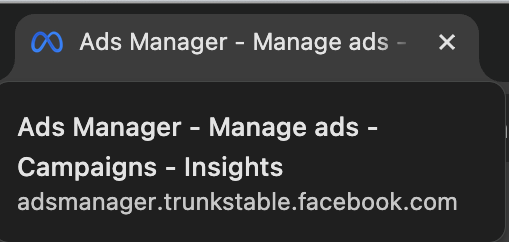 Ads Manager - Manage ads -
Ads Manager - Manage ads -
Campaigns - Insights
adsmanager.trunkstable.facebook.com